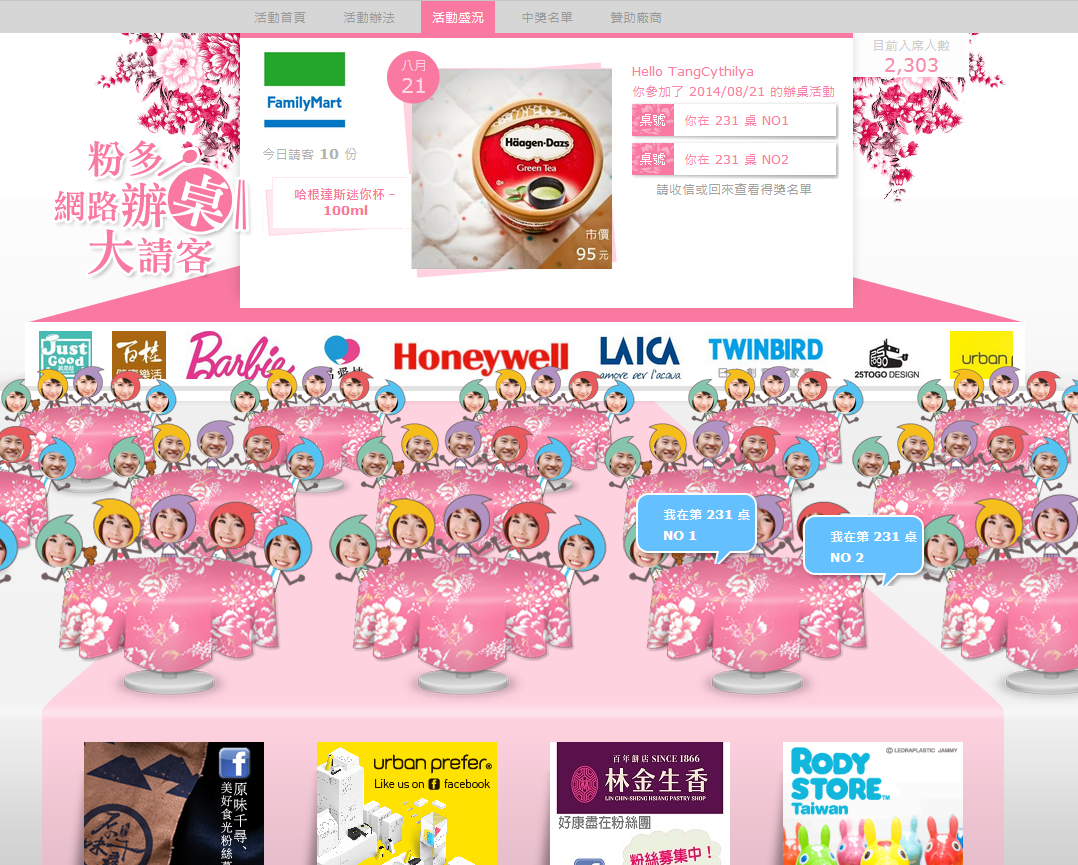 活動首頁
活動辦法
活動盛況
中獎名單
贊助廠商
目前入席人數
2,303
粉多
網路辦桌
大請客
FamilyMart
今日請客 10 份
哈根達斯迷你杯 -
100ml
八月
21
Häagen-Dazs
Green Tea
市價
95 元
Hello TangCythilya
你參加了 2014/08/21 的辦桌活動
桌號 你在 231 桌 NO1
桌號 你在 231 桌 NO2
請收信或回來查看得獎名單
Just
Good
百桂
Barbie
Honeywell
LAICA
amore per l'acqua
TWINBIRD
25TOGO DESIGN
urban
我在第 231 桌
NO 1
我在第 231 桌
NO 2
原味千尋、
美好食光粉絲
urban prefer®
Like us on f facebook
百年餅店 SINCE 1866
林金生香
LIN CHIN-SHENG HSIANG PASTRY SHOP
好康盡在粉絲團
粉絲募集中！
© LEDRAPLASTIC JAMMY
RODY
STORE™
Taiwan